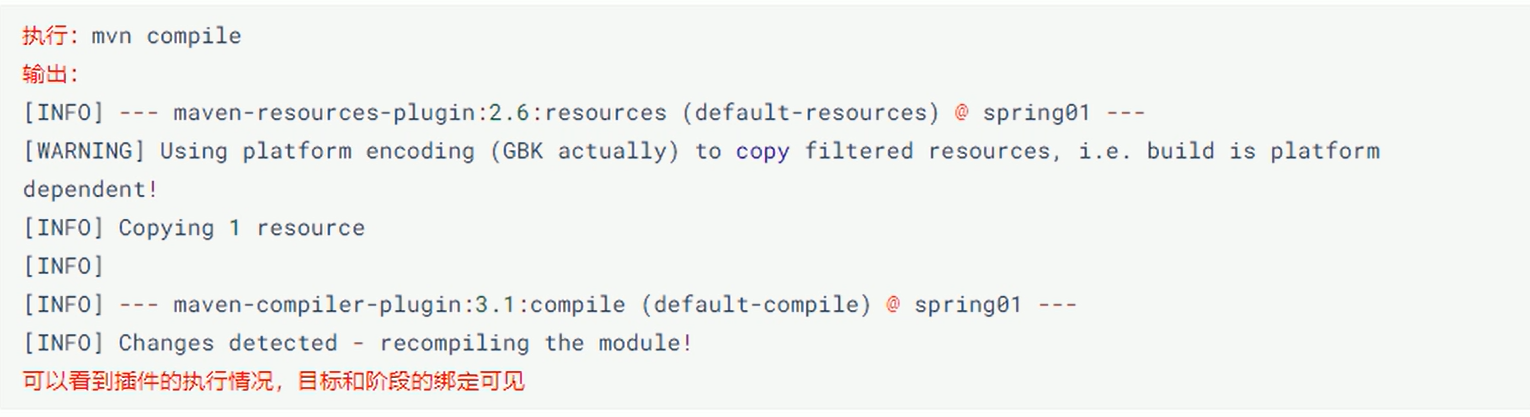 执行：mvn compile
输出：
[INFO] --- maven-resources-plugin:2.6:resources (default-resources) @ spring01 ---
[WARNING] Using platform encoding (GBK actually) to copy filtered resources, i.e. build is platform
dependent!
[INFO] Copying 1 resource
[INFO]
[INFO] --- maven-compiler-plugin:3.1:compile (default-compile) @ spring01 ---
[INFO] Changes detected - recompiling the module!
可以看到插件的执行情况，目标和阶段的绑定可见